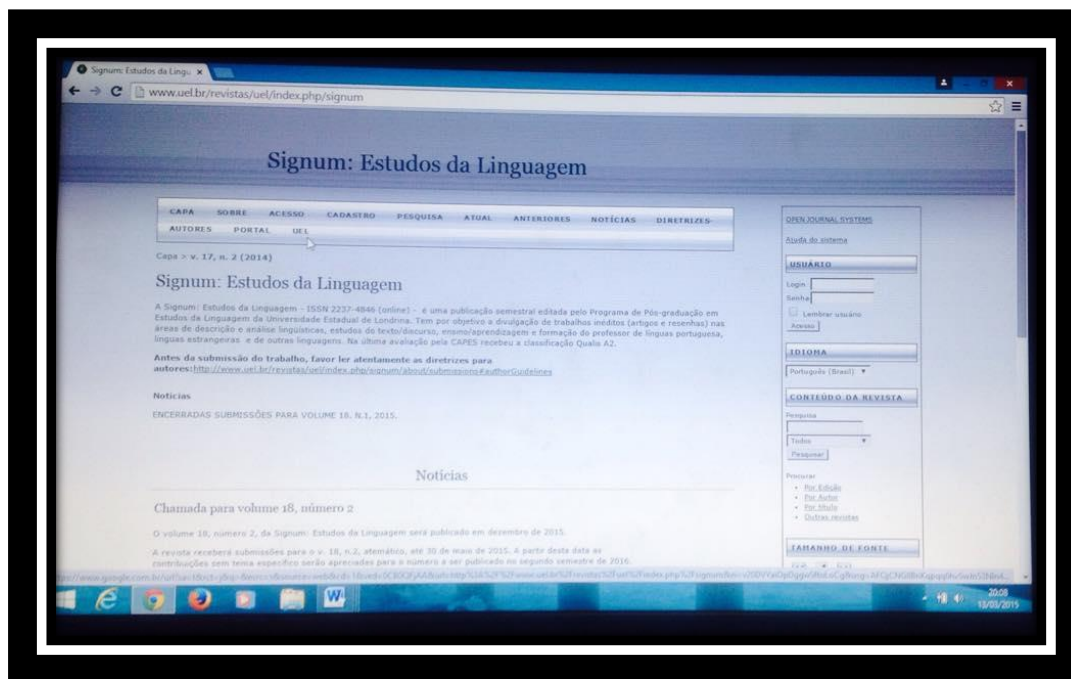 Signum: Estudos da Lingu
www.uel.br/revistas/uel/index.php/signum
Signum: Estudos da Linguagem
CAPA SOBRE ACESSO CADASTRO PESQUISA ATUAL ANTERIORES NOTÍCIAS DIRETRIZES-
AUTORES PORTAL UEL
Capa > v. 17, n. 2 (2014)
Signum: Estudos da Linguagem
A Signum: Estudos da Linguagem - ISSN 2237-4846 (online) - é uma publicação semestral editada pelo Programa de Pós-graduação em
Estudos da Linguagem da Universidade Estadual de Londrina. Tem por objetivo a divulgação de trabalhos inéditos (artigos e resenhas) nas
áreas de descrição e análise linguísticas, estudos do texto/discurso, ensino/aprendizagem e formação do professor de línguas portuguesa,
línguas estrangeiras e de outras linguagens. Na última avaliação pela CAPES recebeu a classificação Qualis A2.
Antes da submissão do trabalho, favor ler atentamente as diretrizes para
autores:http://www.uel.br/revistas/uel/index.php/signum/about/submissions#authorGuidelines
Notícias
ENCERRADAS SUBMISSÕES PARA VOLUME 18, N.1, 2015.
Notícias
Chamada para volume 18, número 2
O volume 18, número 2, da Signum: Estudos da Linguagem será publicado em dezembro de 2015.
A revista receberá submissões para o v. 18, n.2, atemático, até 30 de maio de 2015. A partir desta data as
contribuições sem tema específico serão apreciadas para o número a ser publicado no segundo semestre de 2016.
OPEN JOURNAL SYSTEMS
Ajuda do sistema
USUÁRIO
Login
Senha
Lembrar usuário
Acesso
IDIOMA
Português (Brasil)
CONTEÚDO DA REVISTA
Pesquisa
Todos
Pesquisar
Procurar
Por Edição
Por Autor
Por título
Outras revistas
TAMANHO DE FONTE
20:08
13/03/2015